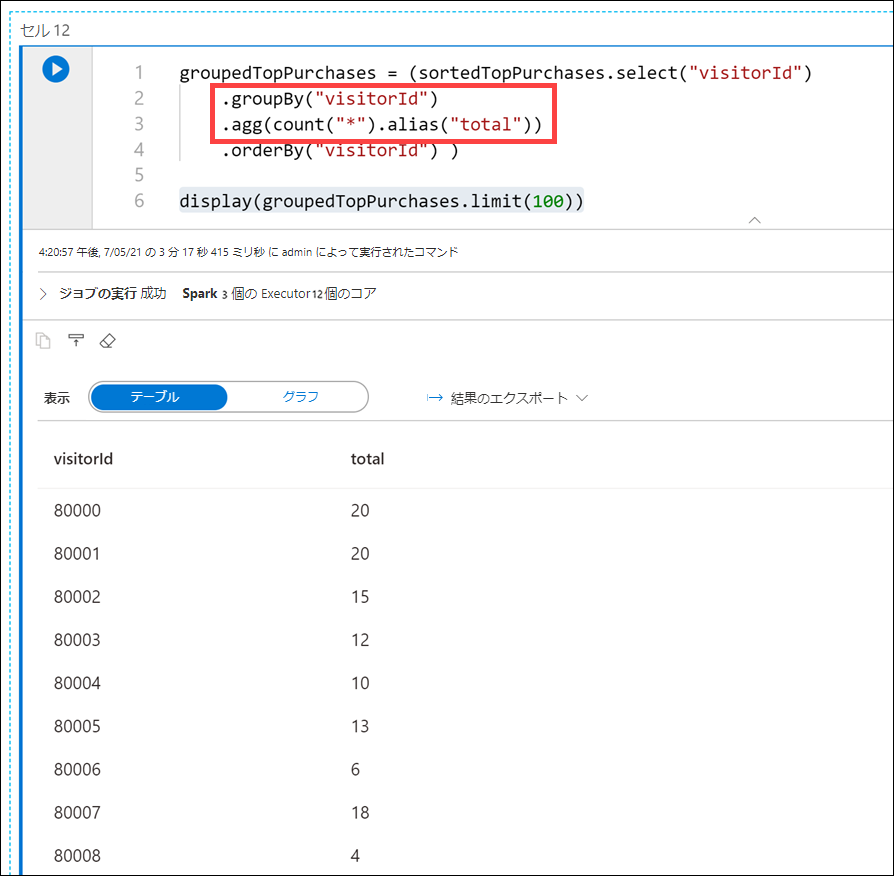 セル 12
1 groupedTopPurchases = (sortedTopPurchases.select("visitorId")
2 .groupBy("visitorId")
3 .agg(count("*").alias("total"))
4 .orderBy("visitorId") )
5
6 display(groupedTopPurchases.limit(100))
4:20:57 午後, 7/05/21 の 3 分 17 秒 415 ミリ秒 に admin によって実行されたコマンド
ジョブの実行 成功 Spark 3 個の Executor 12 個のコア
表示 テーブル グラフ 結果のエクスポート
visitorId total
80000 20
80001 20
80002 15
80003 12
80004 10
80005 13
80006 6
80007 18
80008 4